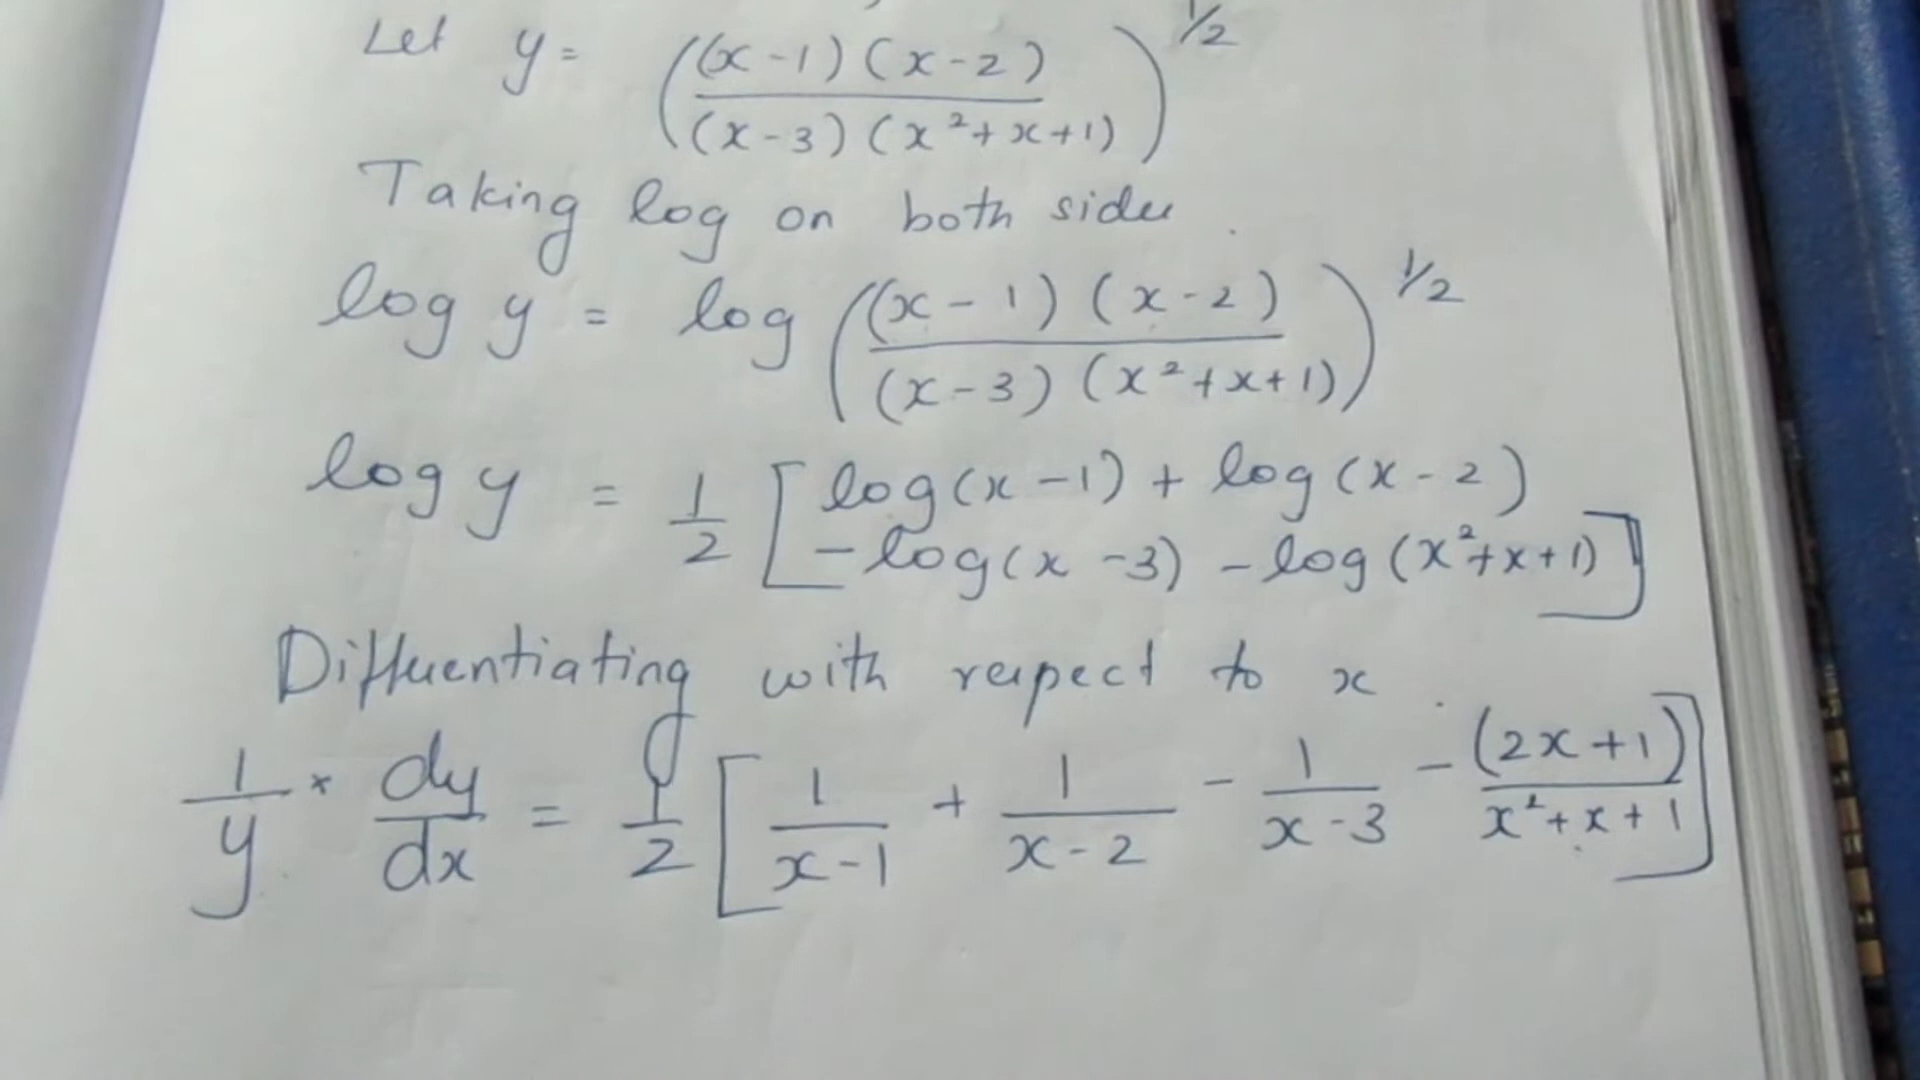 Let y = ((x-1)(x-2) / (x-3)(x²+x+1))^1/2
Taking log on both side
log y = log ((x-1)(x-2) / (x-3)(x²+x+1))^1/2
log y = 1/2 [log(x-1) + log(x-2)
-log(x-3) - log(x²+x+1)]
Differentiating with respect to x
1/y * dy/dx = 1/2 [1/x-1 + 1/x-2 - 1/x-3 - (2x+1)/x²+x+1]